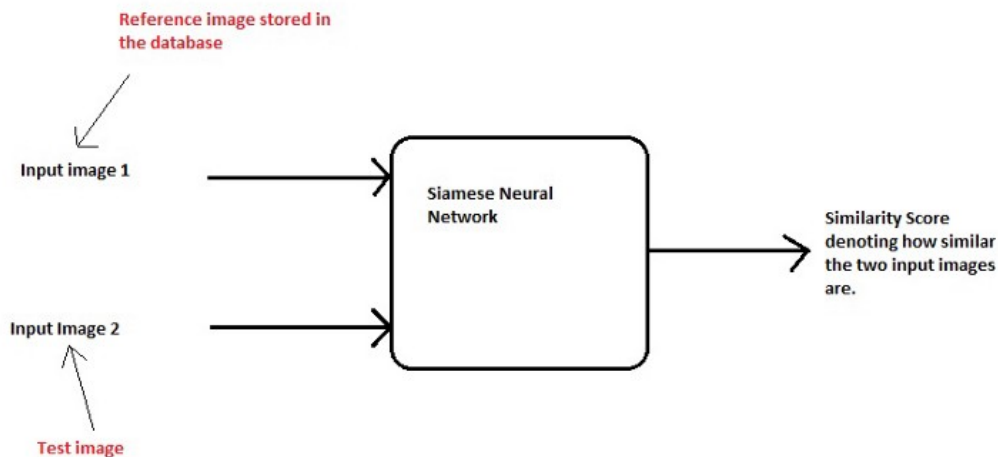 Reference image stored in
the database
Input image 1
Siamese Neural
Network
Similarity Score
denoting how similar
the two input images
are.
Input Image 2
Test image